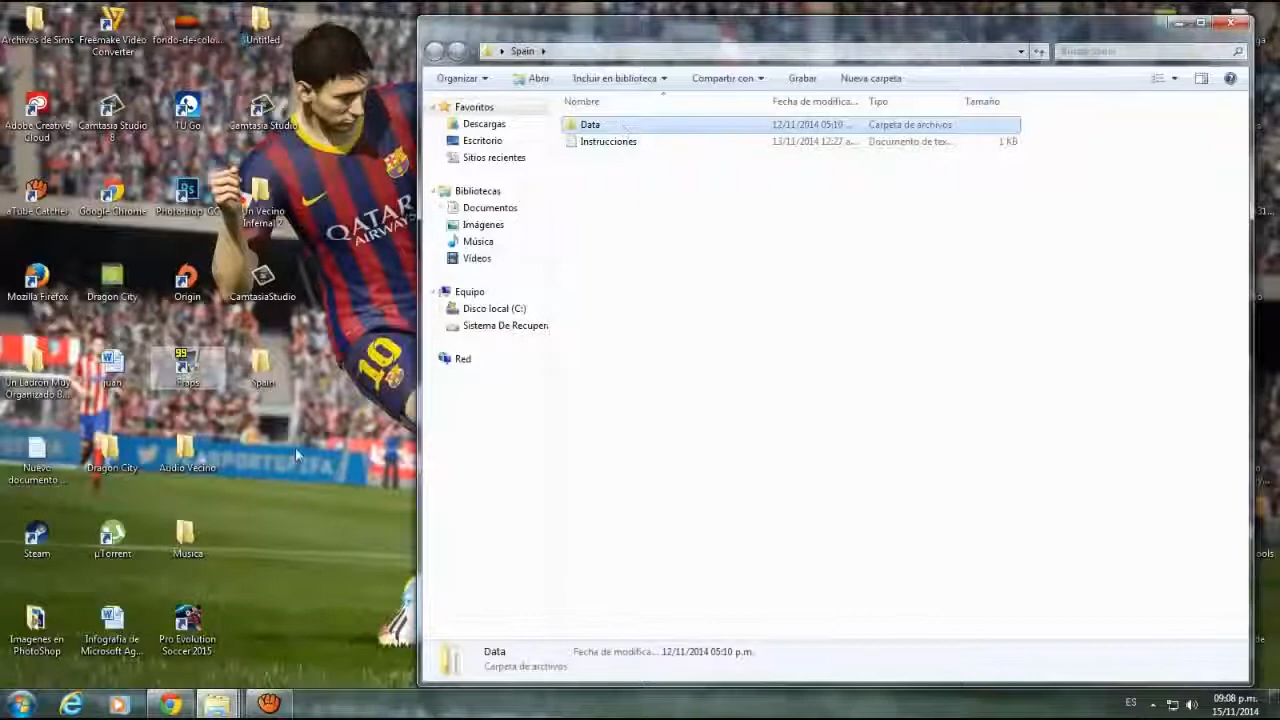 Archivos de Sims
Freemake Video
Converter
fondo-de-colo...
Untitled
Adobe Creative
Cloud
Camtasia Studio
TU Go
Camtasia Studio
aTube Catcher
Google Chrome
Photoshop CC
Un Vecino
Infernal 2
Mozilla Firefox
Dragon City
Origin
CamtasiaStudio
Un Ladron Muy
Organizado B...
juan
99
Fraps
Spain
Nuevo
documento ...
Dragon City
Audio Vecino
Steam
µTorrent
Musica
Imagenes en
PhotoShop
Infografia de
Microsoft Ag...
Pro Evolution
Soccer 2015
QATAR
AIRWAYS
10
Spain
Buscar Spain
Organizar
Abrir
Incluir en biblioteca
Compartir con
Grabar
Nueva carpeta
Nombre
Fecha de modifica...
Tipo
Tamaño
Data
12/11/2014 05:10 ...
Carpeta de archivos
Instrucciones
13/11/2014 12:27 a...
Documento de tex...
1 KB
Favoritos
Descargas
Escritorio
Sitios recientes
Bibliotecas
Documentos
Imágenes
Música
Vídeos
Equipo
Disco local (C:)
Sistema De Recuper
Red
Data
Fecha de modifica... 12/11/2014 05:10 p.m.
Carpeta de archivos
ES
09:08 p.m.
15/11/2014